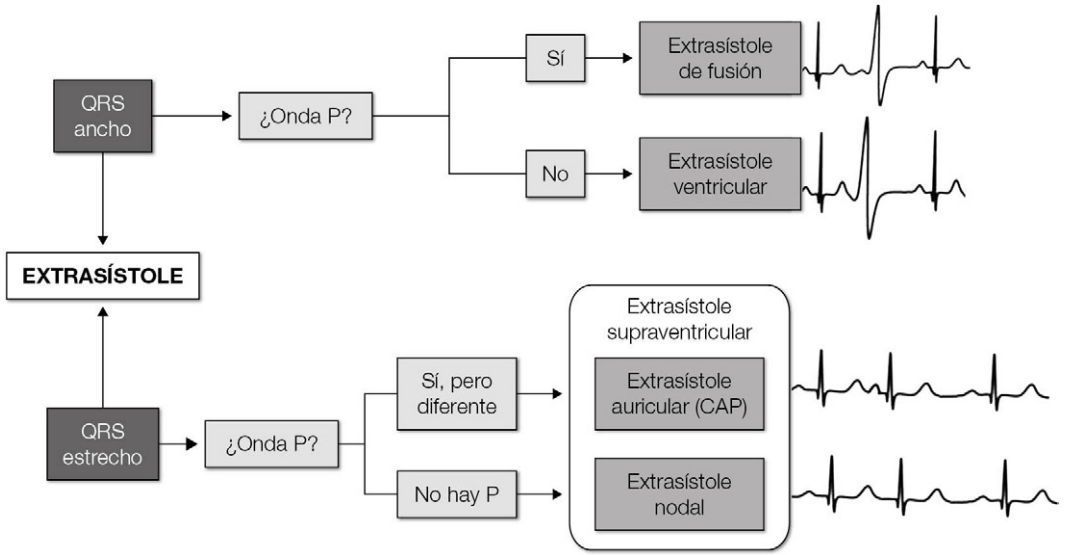 QRS
ancho
¿Onda P?
Sí
Extrasístole
de fusión
No
Extrasístole
ventricular
EXTRASÍSTOLE
QRS
estrecho
¿Onda P?
Sí, pero
diferente
No hay P
Extrasístole
supraventricular
Extrasístole
auricular (CAP)
Extrasístole
nodal